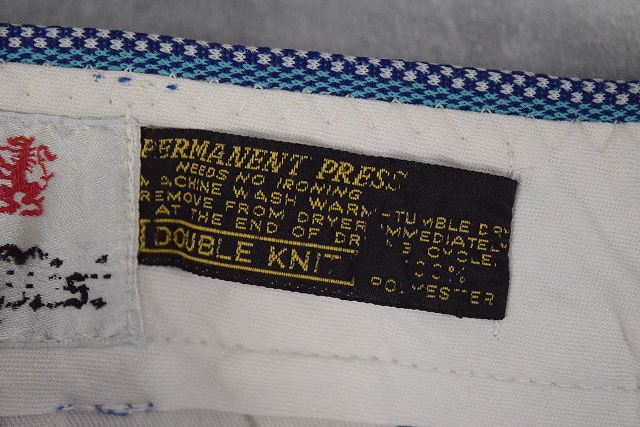 PERMANENT PRESS
NEEDS NO IRONING
MACHINE WASH WARM-TUMBLE DRY
REMOVE FROM DRYER IMMEDIATELY
AT THE END OF DRYING CYCLE.
DOUBLE KNIT
100%
POLYESTER